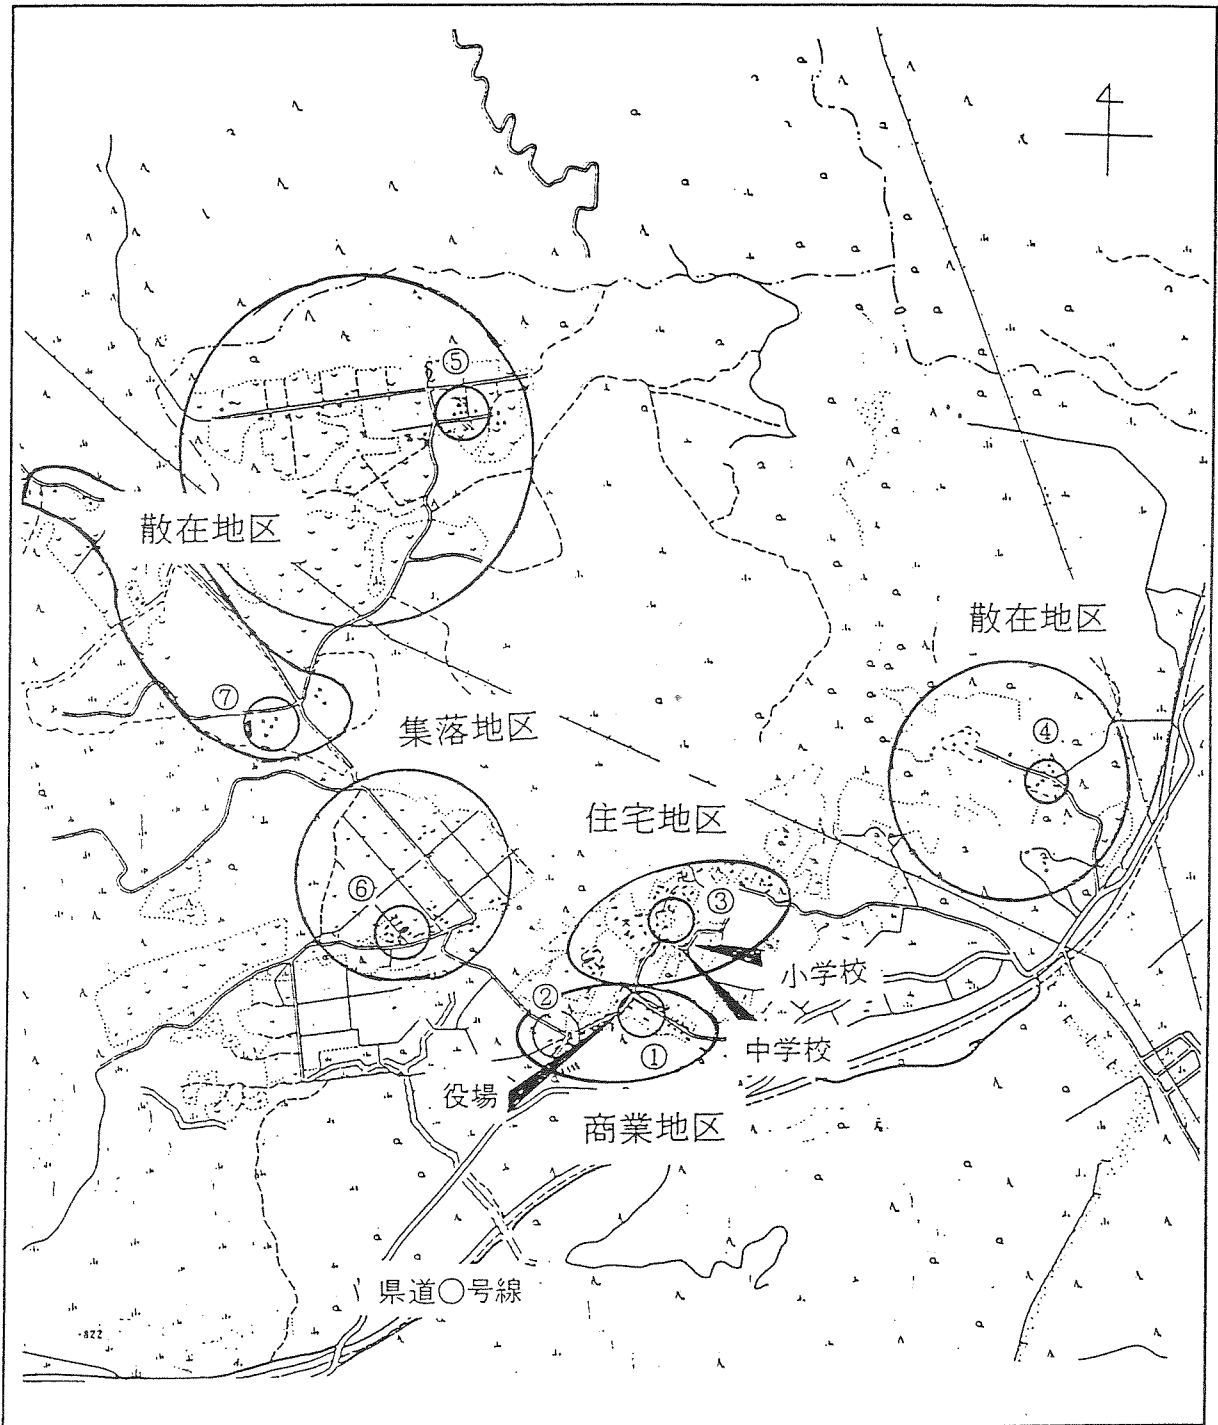 ⑤
散在地区
散在地区
⑦
集落地区
④
住宅地区
⑥
③
小学校
②
①
中学校
役場
商業地区
県道○号線
·822